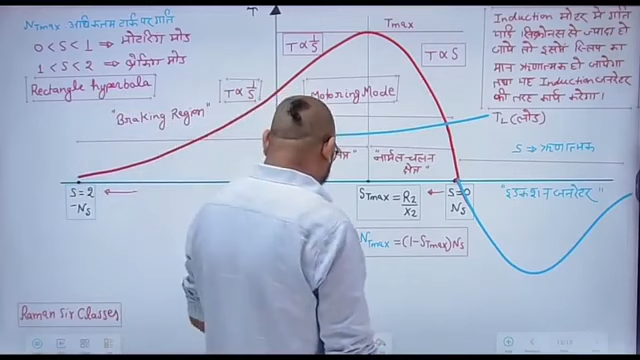 NTmax अधिकतम टार्क पर गति
0 < S < 1 ⇒ मोटरिंग मोड
1 < S < 2 ⇒ ब्रेकिंग मोड
Rectangle hyperbola
"Braking Region"
T
T ∝ 1/S
T ∝ 1/S
Motoring Mode
Tmax
T ∝ S
Induction मोटर में गति
यदि सिंक्रोनस से ज्यादा हो
जाये तो इसकी स्लिप का
मान ऋणात्मक हो जायेगा
तथा यह Induction जनरेटर
की तरह कार्य करेगा।
TL (लोड)
S ⇒ ऋणात्मक
"नार्मल-चलन
क्षेत्र"
S=2
-NS
STmax = R2/X2
S=0
NS
"इंडक्शन जनरेटर"
NTmax = (1-STmax)NS
Raman Sir Classes